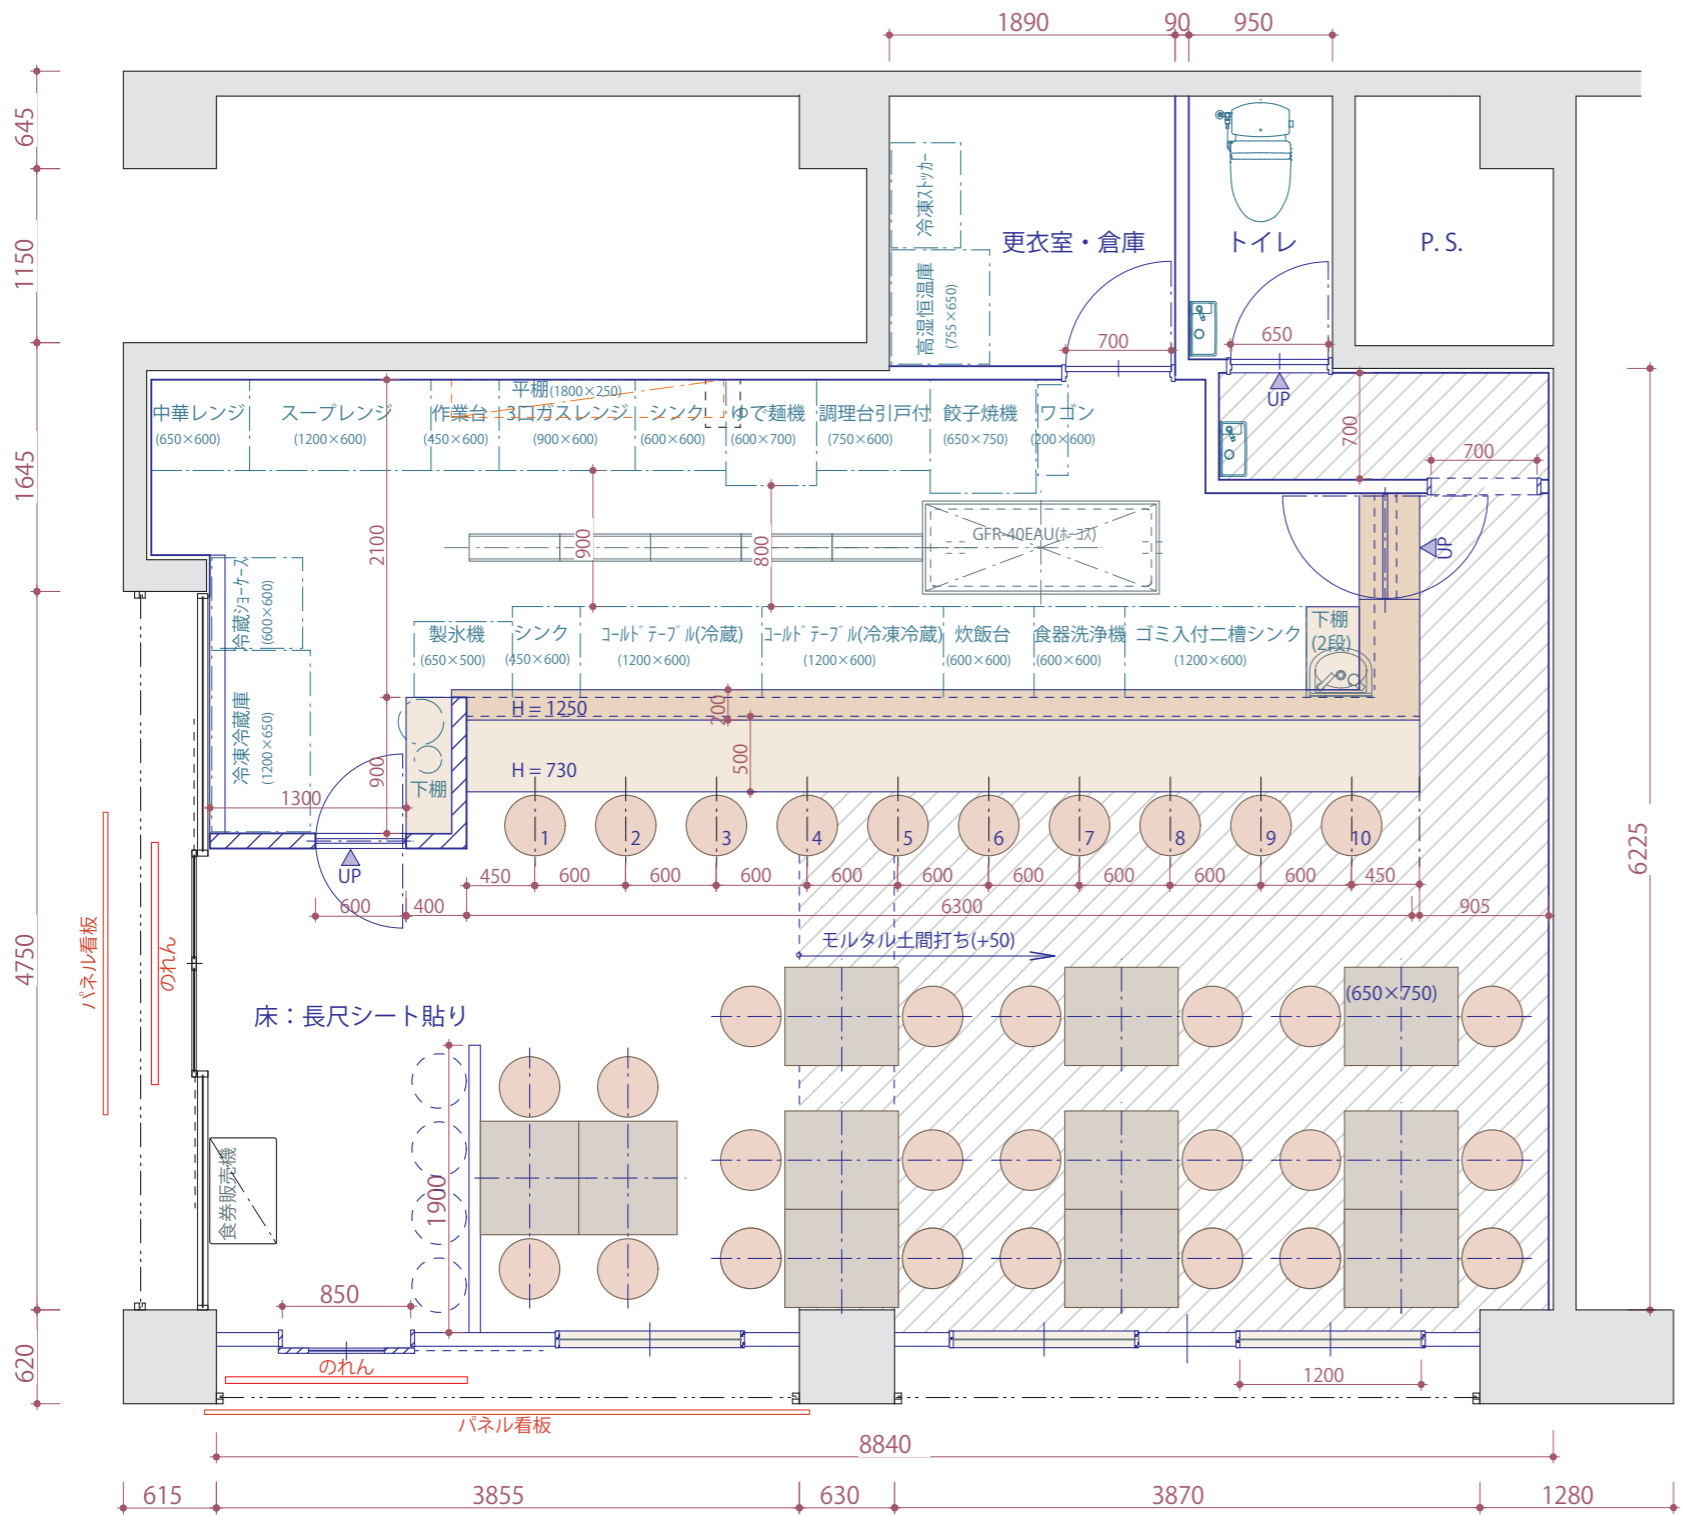 1890
90
950
645
1150
1645
4750
620
冷凍ストッカー
高湿恒温庫
(755×650)
更衣室・倉庫
トイレ
P. S.
700
650
UP
700
700
UP
6225
平棚(1800×250)
中華レンジ
(650×600)
スープレンジ
(1200×600)
作業台
(450×600)
3口ガスレンジ
(900×600)
シンク
(600×600)
ゆで麺機
(600×700)
調理台引戸付
(750×600)
餃子焼機
(650×750)
ワゴン
(200×600)
2100
900
800
GFR-4QEAU(ホーコス)
冷蔵ショーケース
(600×600)
冷凍冷蔵庫
(1200×650)
製氷機
(650×500)
シンク
(450×600)
コールドテーブル(冷蔵)
(1200×600)
コールドテーブル(冷凍冷蔵)
(1200×600)
炊飯台
(600×600)
食器洗浄機
(600×600)
ゴミ入付二槽シンク
(1200×600)
下棚
(2段)
H＝1250
200
H＝730
500
900
下棚
1300
UP
1
2
3
4
5
6
7
8
9
10
450
600
600
600
600
600
600
600
600
600
450
600
400
6300
905
モルタル土間打ち(+50)
(650×750)
床：長尺シート貼り
パネル看板
のれん
食券販売機
1900
850
のれん
パネル看板
1200
8840
615
3855
630
3870
1280